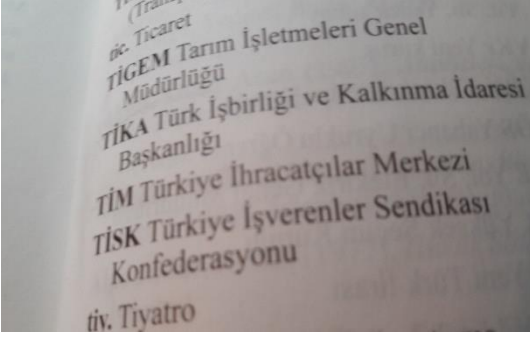 (Tran
tic. Ticaret
TİGEM Tarım İşletmeleri Genel
Müdürlüğü
TİKA Türk İşbirliği ve Kalkınma İdaresi
Başkanlığı
TİM Türkiye İhracatçılar Merkezi
TİSK Türkiye İşverenler Sendikası
Konfederasyonu
tiv. Tiyatro